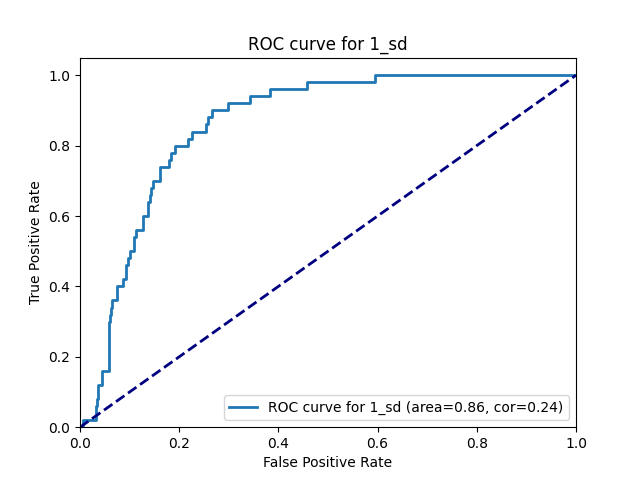 ROC curve for 1_sd
True Positive Rate
1.0
0.8
0.6
0.4
0.2
0.0
ROC curve for 1_sd (area=0.86, cor=0.24)
0.0 0.2 0.4 0.6 0.8 1.0
False Positive Rate